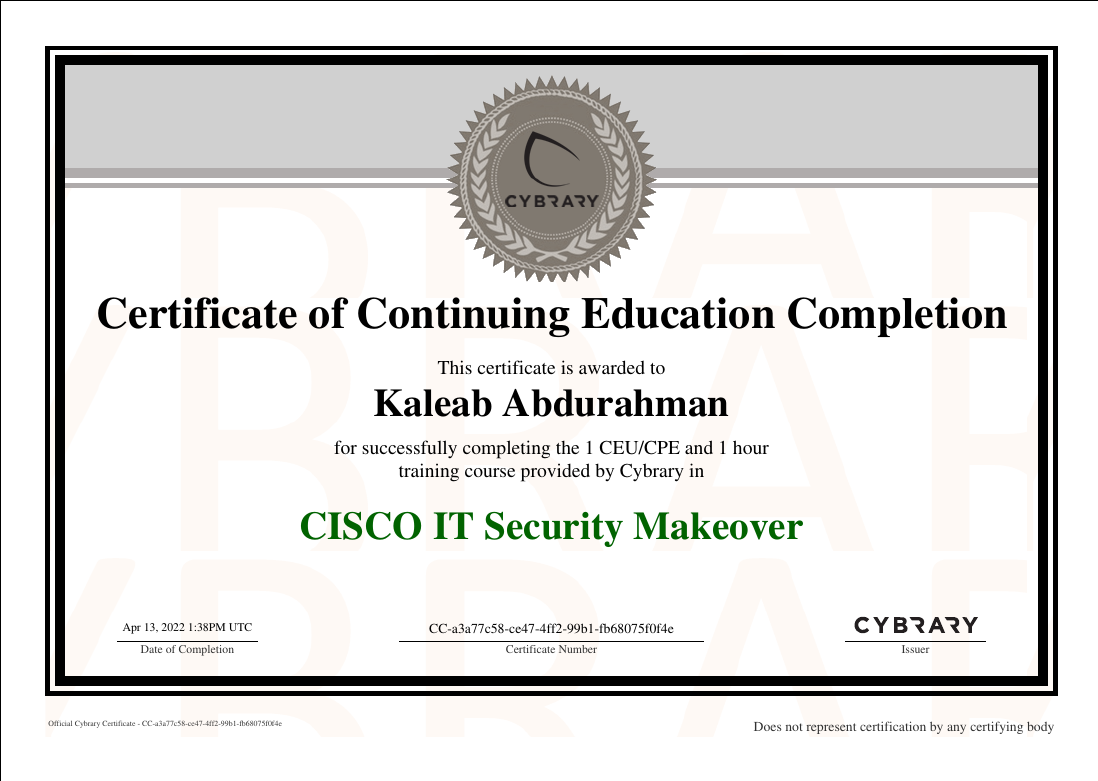 CYBRARY
Certificate of Continuing Education Completion
This certificate is awarded to
Kaleab Abdurahman
for successfully completing the 1 CEU/CPE and 1 hour
training course provided by Cybrary in
CISCO IT Security Makeover
Apr 13, 2022 1:38PM UTC
Date of Completion
CC-a3a77c58-ce47-4ff2-99b1-fb68075f0f4e
Certificate Number
CYBRARY
Issuer
Official Cybrary Certificate - CC-a3a77c58-ce47-4ff2-99b1-fb68075f0f4e
Does not represent certification by any certifying body